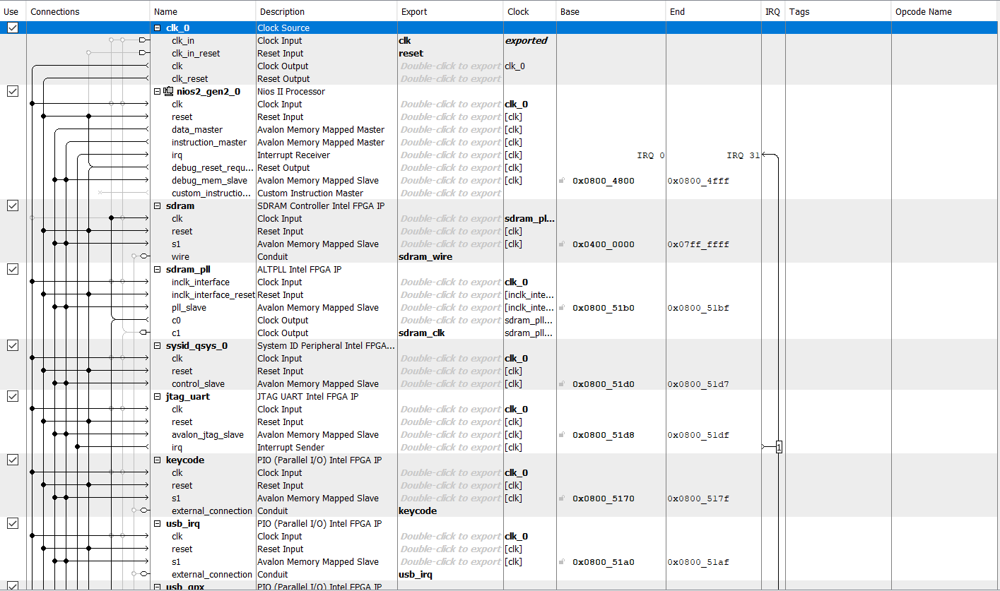 Use Connections Name Description Export Clock Base End IRQ Tags Opcode Name
clk_0 Clock Source
clk_in Clock Input clk exported
clk_in_reset Reset Input reset
clk Clock Output Double-click to export clk_0
clk_reset Reset Output Double-click to export
nios2_gen2_0 Nios II Processor
clk Clock Input Double-click to export clk_0
reset Reset Input Double-click to export [clk]
data_master Avalon Memory Mapped Master Double-click to export [clk]
instruction_master Avalon Memory Mapped Master Double-click to export [clk]
irq Interrupt Receiver Double-click to export [clk] IRQ 0 IRQ 31
debug_reset_requ... Reset Output Double-click to export [clk]
debug_mem_slave Avalon Memory Mapped Slave Double-click to export [clk] 0x0800_4800 0x0800_4fff
custom_instructio... Custom Instruction Master Double-click to export
sdram SDRAM Controller Intel FPGA IP
clk Clock Input Double-click to export sdram_pl...
reset Reset Input Double-click to export [clk]
s1 Avalon Memory Mapped Slave Double-click to export [clk] 0x0400_0000 0x07ff_ffff
wire Conduit sdram_wire
sdram_pll ALTPLL Intel FPGA IP
inclk_interface Clock Input Double-click to export clk_0
inclk_interface_reset Reset Input Double-click to export [inclk_inte...
pll_slave Avalon Memory Mapped Slave Double-click to export [inclk_inte... 0x0800_51b0 0x0800_51bf
c0 Clock Output Double-click to export sdram_pll...
c1 Clock Output sdram_clk sdram_pll...
sysid_qsys_0 System ID Peripheral Intel FPGA...
clk Clock Input Double-click to export clk_0
reset Reset Input Double-click to export [clk]
control_slave Avalon Memory Mapped Slave Double-click to export [clk] 0x0800_51d0 0x0800_51d7
jtag_uart JTAG UART Intel FPGA IP
clk Clock Input Double-click to export clk_0
reset Reset Input Double-click to export [clk]
avalon_jtag_slave Avalon Memory Mapped Slave Double-click to export [clk] 0x0800_51d8 0x0800_51df
irq Interrupt Sender Double-click to export [clk] 1
keycode PIO (Parallel I/O) Intel FPGA IP
clk Clock Input Double-click to export clk_0
reset Reset Input Double-click to export [clk]
s1 Avalon Memory Mapped Slave Double-click to export [clk] 0x0800_5170 0x0800_517f
external_connection Conduit keycode
usb_irq PIO (Parallel I/O) Intel FPGA IP
clk Clock Input Double-click to export clk_0
reset Reset Input Double-click to export [clk]
s1 Avalon Memory Mapped Slave Double-click to export [clk] 0x0800_51a0 0x0800_51af
external_connection Conduit usb_irq
usb_gpx PIO (Parallel I/O) Intel FPGA IP